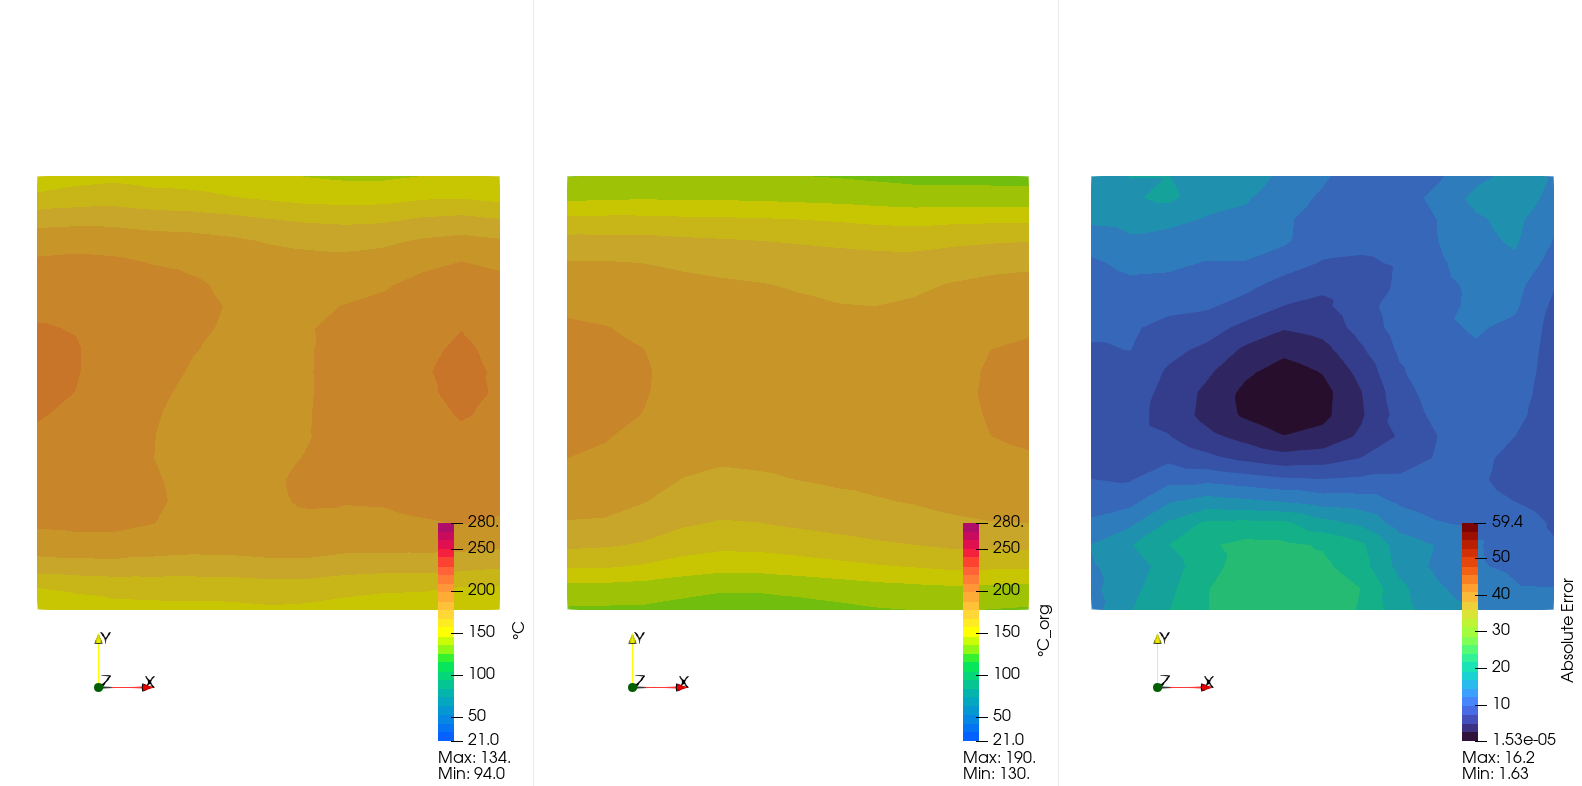 280.
250
200
150
100
50
21.0
°C
Max: 134.
Min: 94.0
Y
Z
X
280.
250
200
150
100
50
21.0
°C_org
Max: 190.
Min: 130.
Y
Z
X
59.4
50
40
30
20
10
1.53e-05
Absolute Error
Max: 16.2
Min: 1.63
Y
Z
X